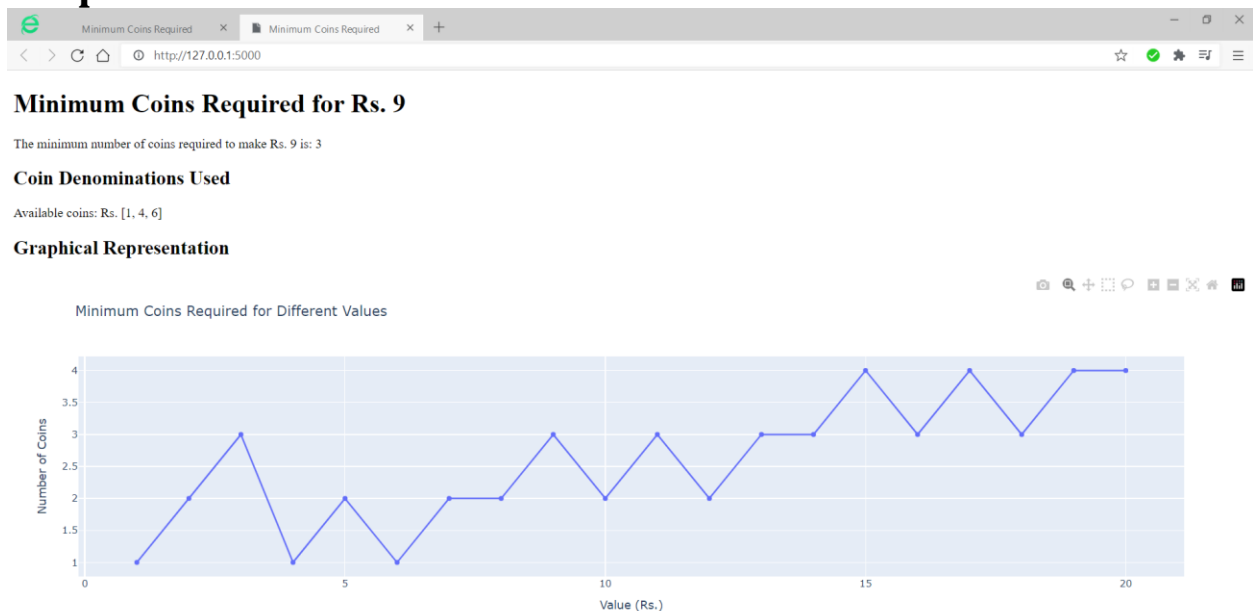 Minimum Coins Required
Minimum Coins Required
http://127.0.0.1:5000
Minimum Coins Required for Rs. 9
The minimum number of coins required to make Rs. 9 is: 3
Coin Denominations Used
Available coins: Rs. [1, 4, 6]
Graphical Representation
Minimum Coins Required for Different Values
4
3.5
3
2.5
2
1.5
1
Number of Coins
0 5 10 15 20
Value (Rs.)